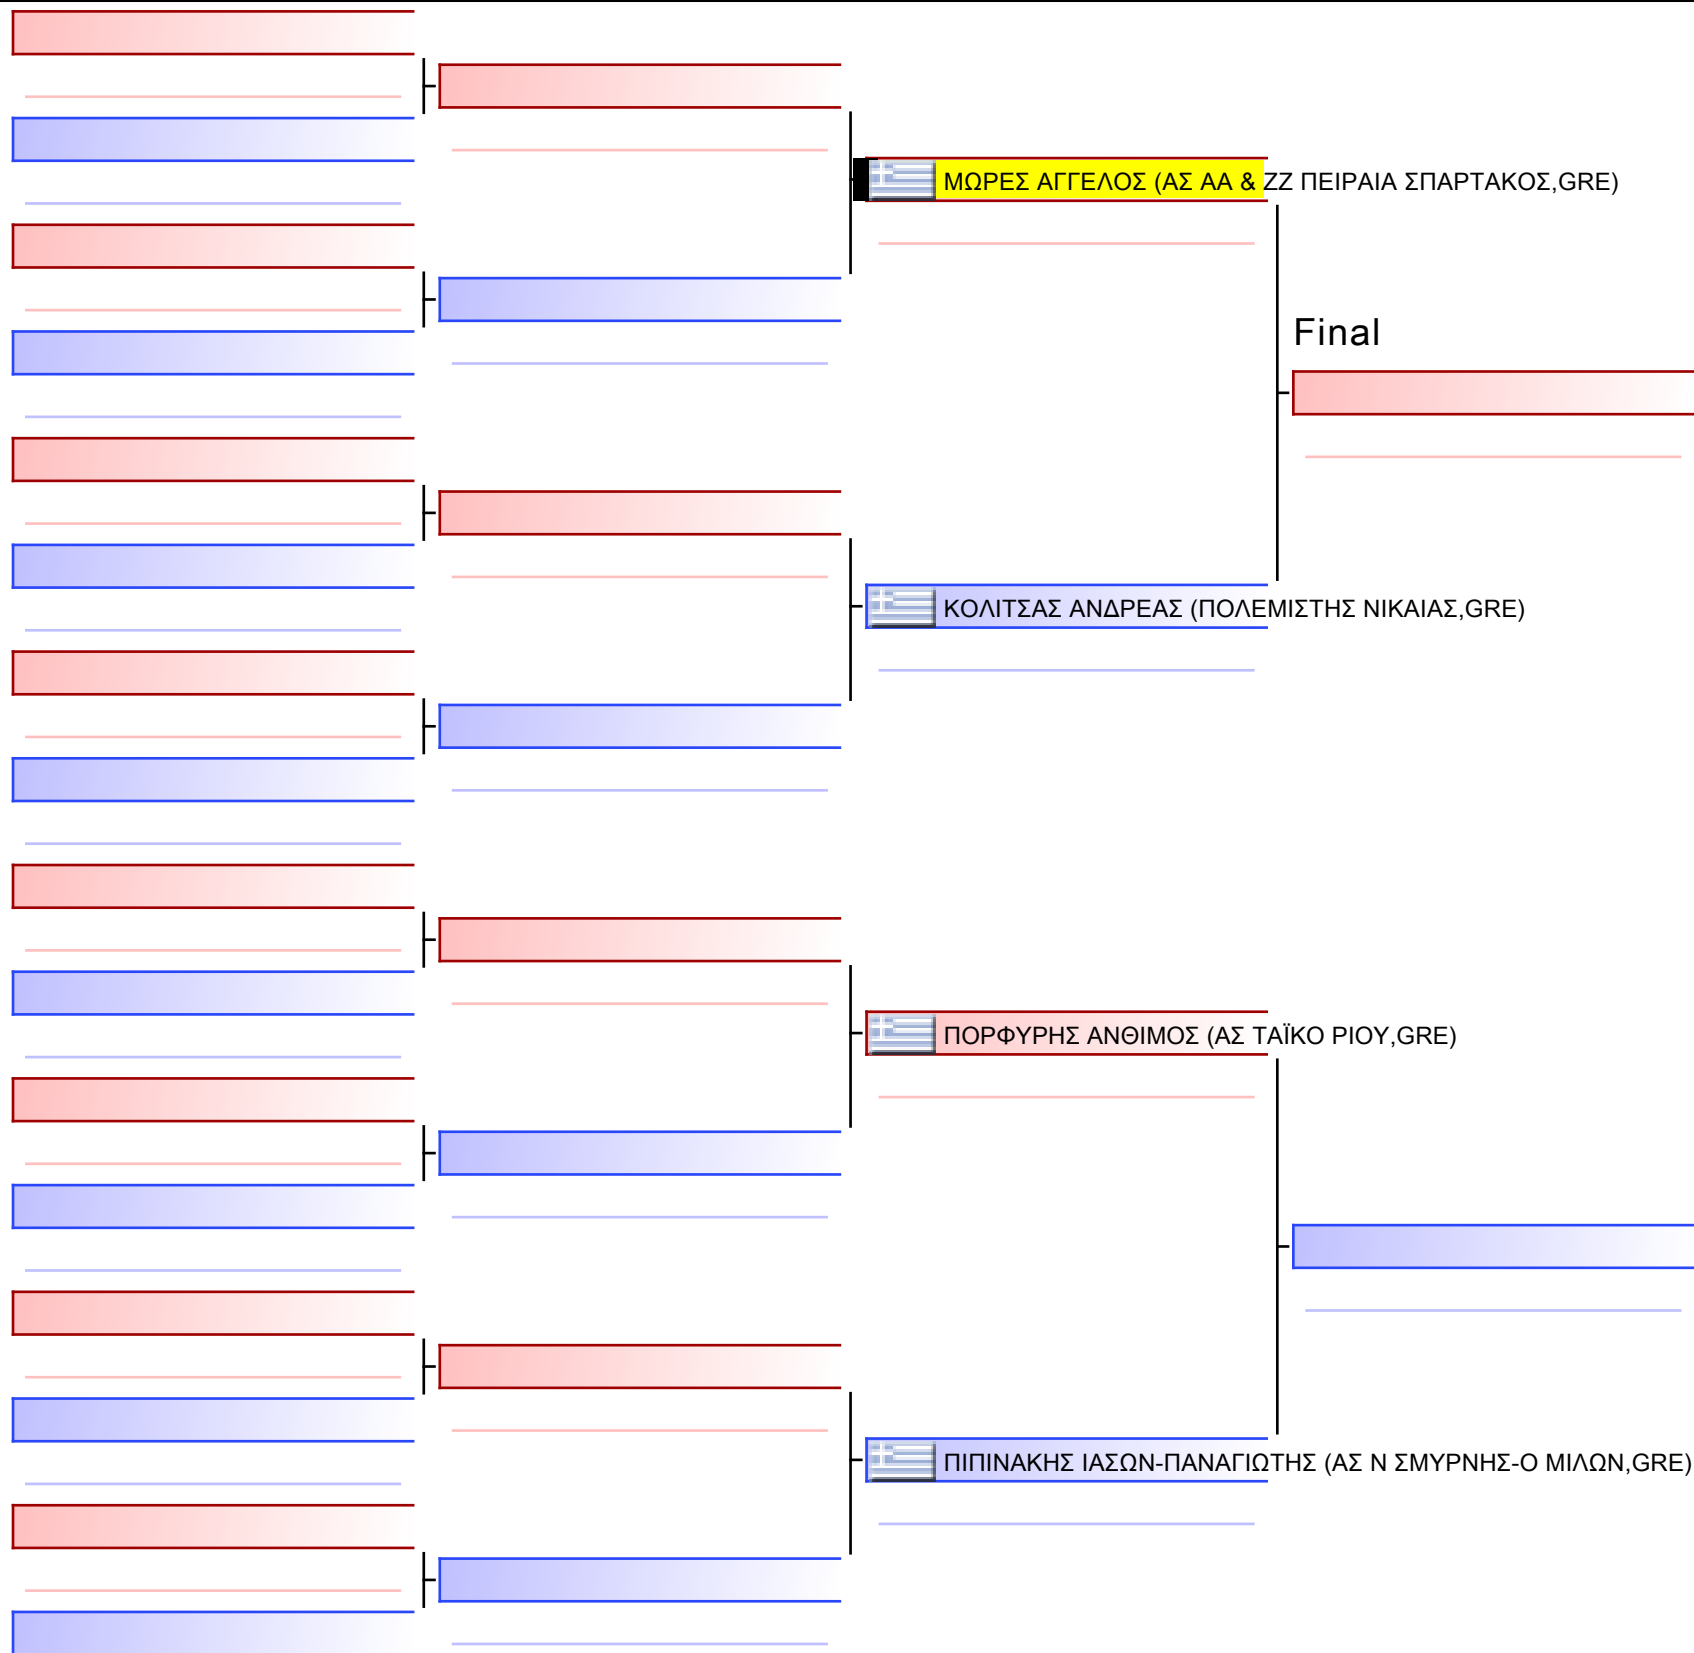 ΜΩΡΕΣ ΑΓΓΕΛΟΣ (ΑΣ ΑΑ & ΖΖ ΠΕΙΡΑΙΑ ΣΠΑΡΤΑΚΟΣ,GRE)
Final
ΚΟΛΙΤΣΑΣ ΑΝΔΡΕΑΣ (ΠΟΛΕΜΙΣΤΗΣ ΝΙΚΑΙΑΣ,GRE)
ΠΟΡΦΥΡΗΣ ΑΝΘΙΜΟΣ (ΑΣ ΤΑΪΚΟ ΡΙΟΥ,GRE)
ΠΙΠΙΝΑΚΗΣ ΙΑΣΩΝ-ΠΑΝΑΓΙΩΤΗΣ (ΑΣ Ν ΣΜΥΡΝΗΣ-Ο ΜΙΛΩΝ,GRE)